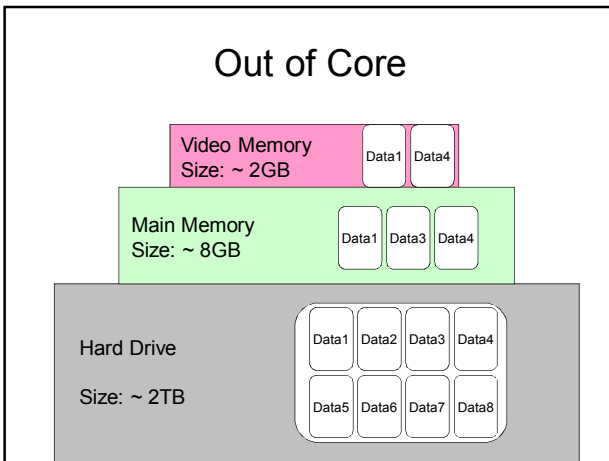 Out of Core
Video Memory
Size: ~ 2GB
Data1 Data4
Main Memory
Size: ~ 8GB
Data1 Data3 Data4
Hard Drive
Size: ~ 2TB
Data1 Data2 Data3 Data4
Data5 Data6 Data7 Data8